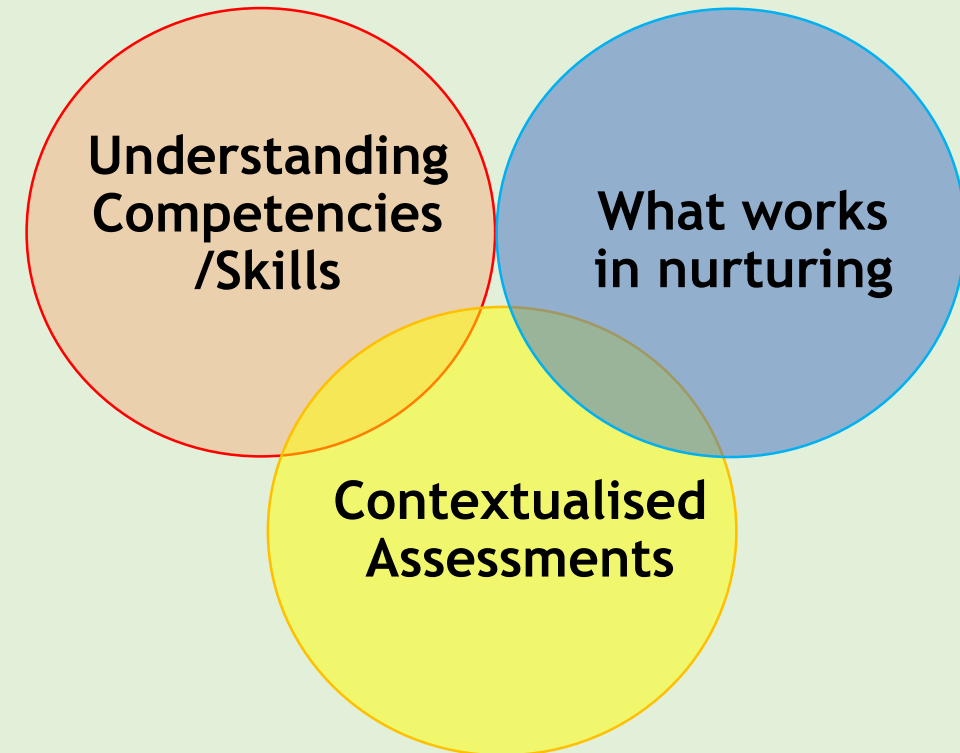 Understanding
Competencies
/Skills
What works
in nurturing
Contextualised
Assessments